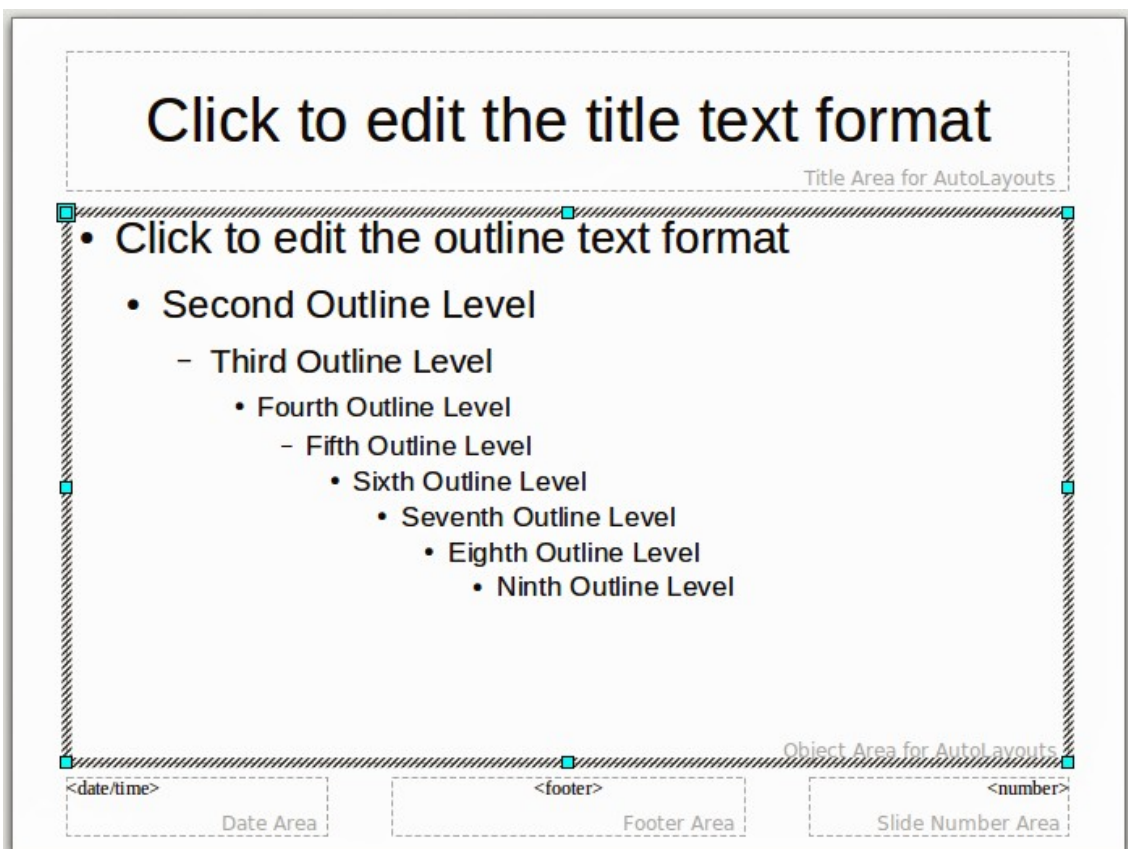 Click to edit the title text format
Title Area for AutoLayouts
• Click to edit the outline text format
• Second Outline Level
– Third Outline Level
• Fourth Outline Level
– Fifth Outline Level
• Sixth Outline Level
• Seventh Outline Level
• Eighth Outline Level
• Ninth Outline Level
Object Area for AutoLayouts
<date/time> <footer> <number>
Date Area Footer Area Slide Number Area